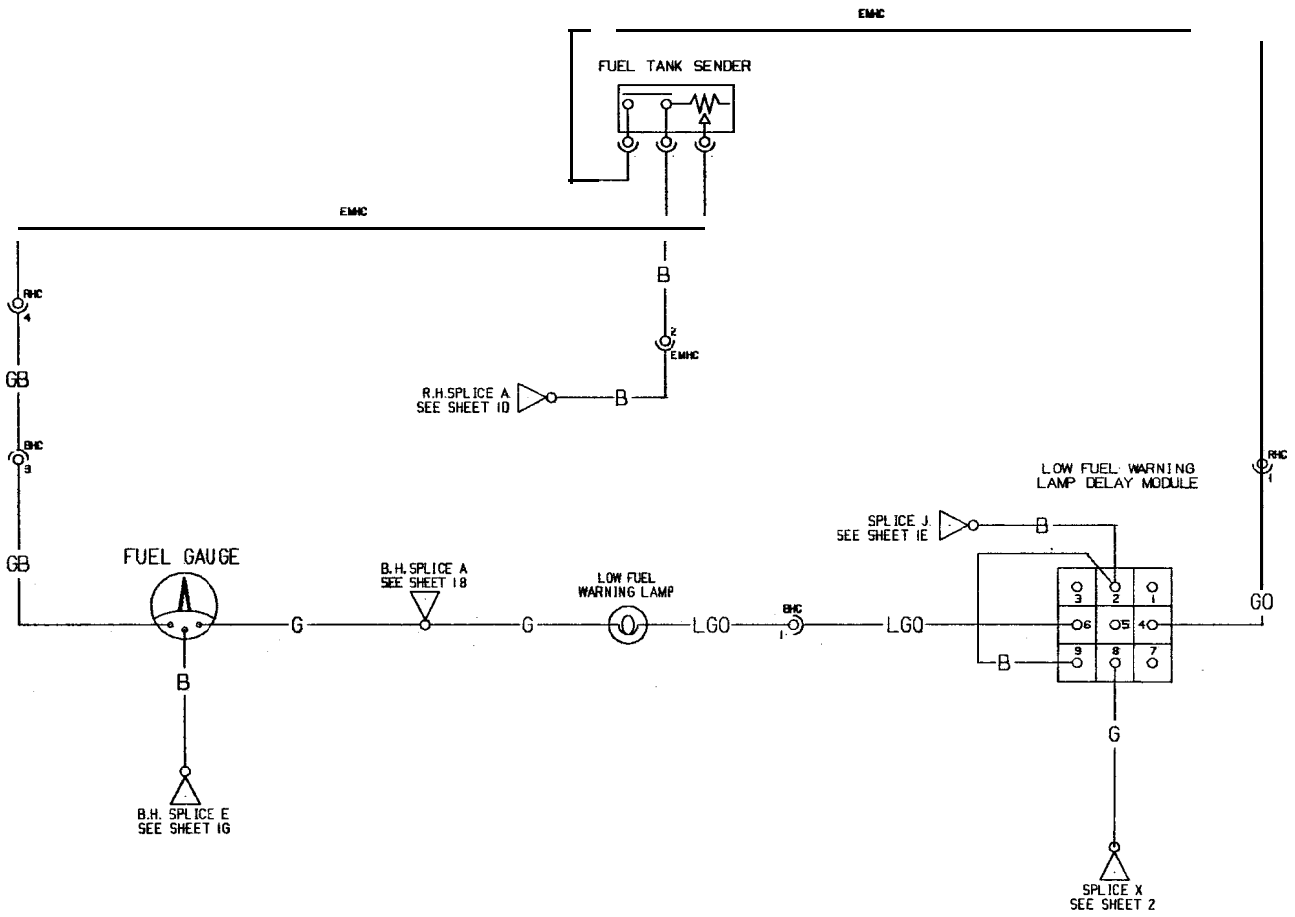 EMHC
FUEL TANK SENDER
EMHC
B
RHC
4
2
EMHC
GB
R.H.SPLICE A
SEE SHEET 1D
B
BHC
3
LOW FUEL WARNING
LAMP DELAY MODULE
RHC
1
SPLICE J
SEE SHEET 1E
B
FUEL GAUGE
GB
B.H.SPLICE A
SEE SHEET 18
LOW FUEL
WARNING LAMP
3 2 1
GO
BHC
1
G
G
LGO
LGO
6 5 4
9 8 7
B
B
G
B.H. SPLICE E
SEE SHEET 1G
SPLICE X
SEE SHEET 2